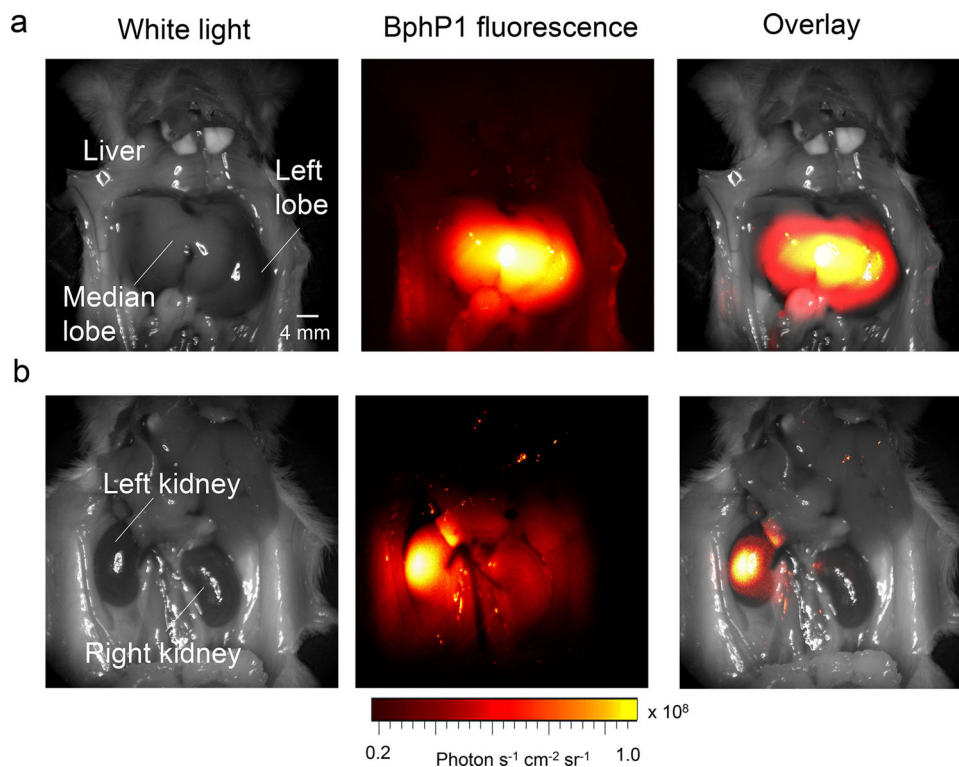 a
White light
BphP1 fluorescence
Overlay
Liver
Left
lobe
Median
lobe
4 mm
b
Left kidney
Right kidney
x 10⁸
0.2
Photon s⁻¹ cm⁻² sr⁻¹
1.0